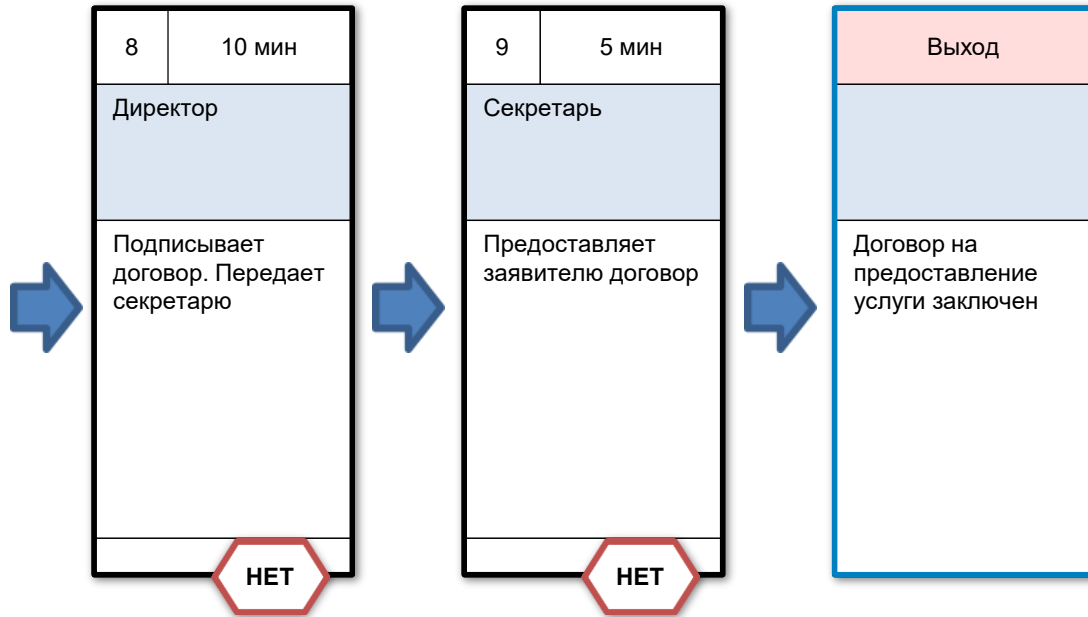 8 10 мин
Директор
Подписывает
договор. Передает
секретарю
НЕТ
9 5 мин
Секретарь
Предоставляет
заявителю договор
НЕТ
Выход
Договор на
предоставление
услуги заключен